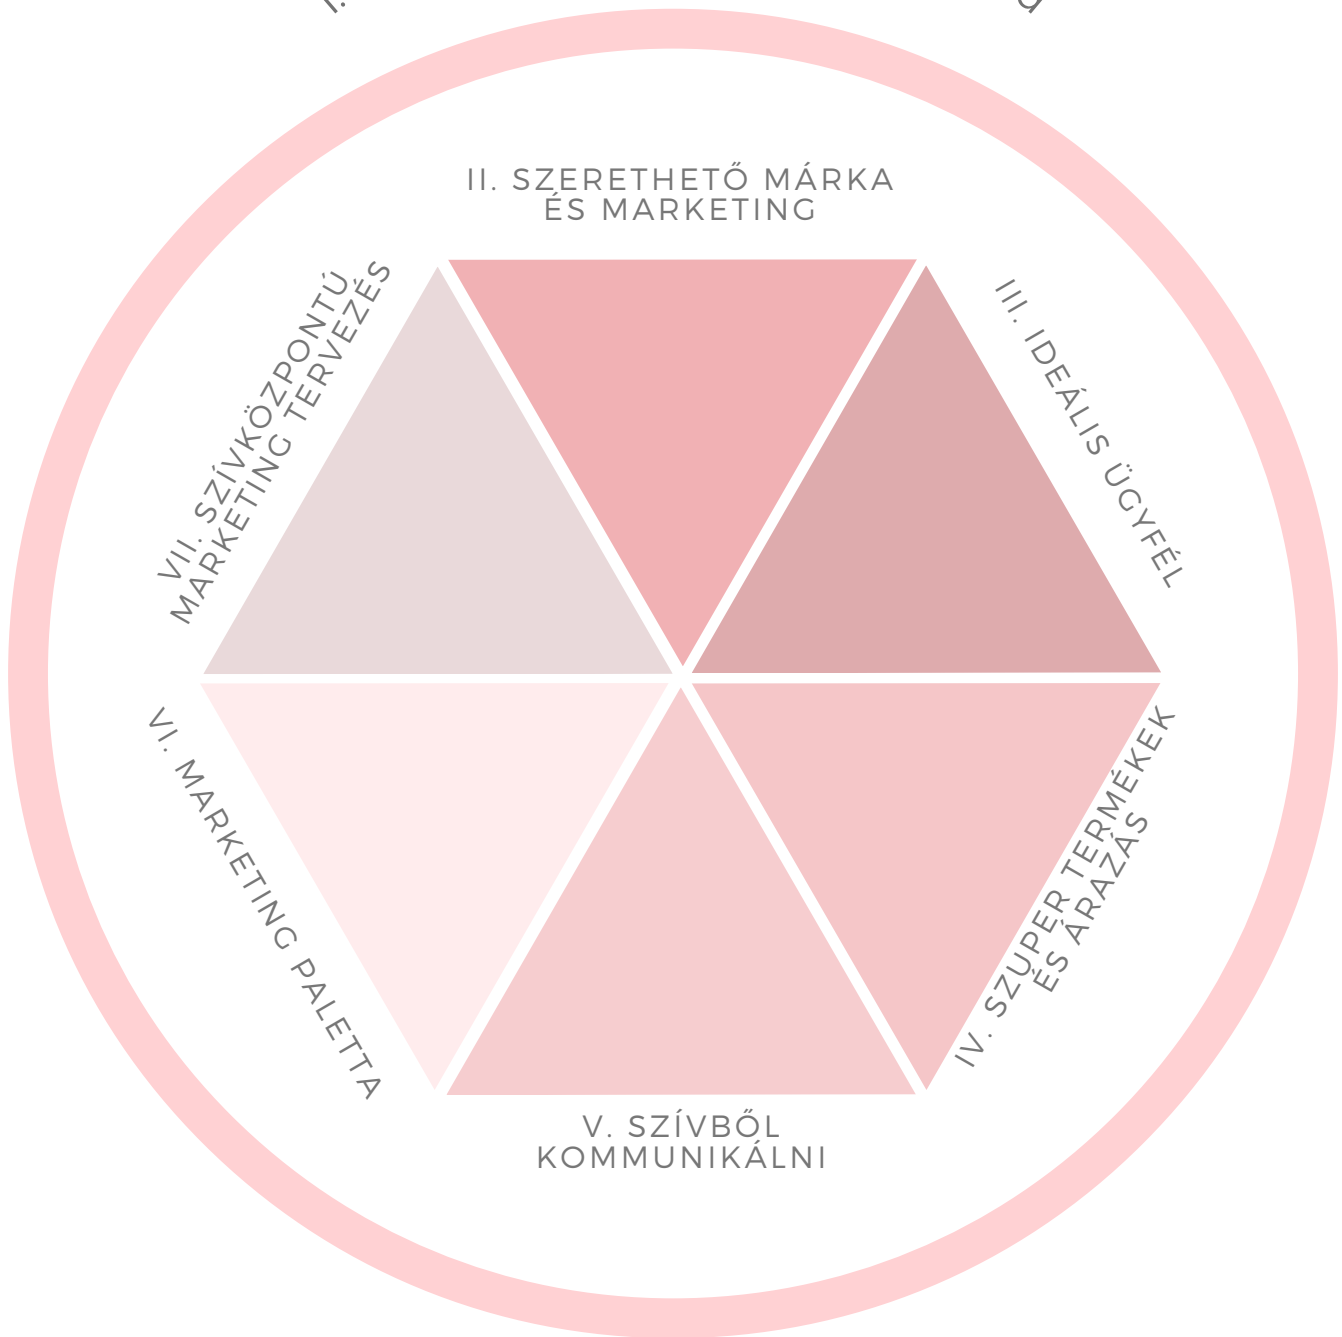 II. SZERETHETŐ MÁRKA
ÉS MARKETING
III. IDEÁLIS ÜGYFÉL
IV. SZUPER TERMÉKEK
ÉS ÁRAZÁS
V. SZÍVBŐL
KOMMUNIKÁLNI
VI. MARKETING PALETTA
VII. SZÍVKÖZPONTÚ
MARKETING TERVEZÉS